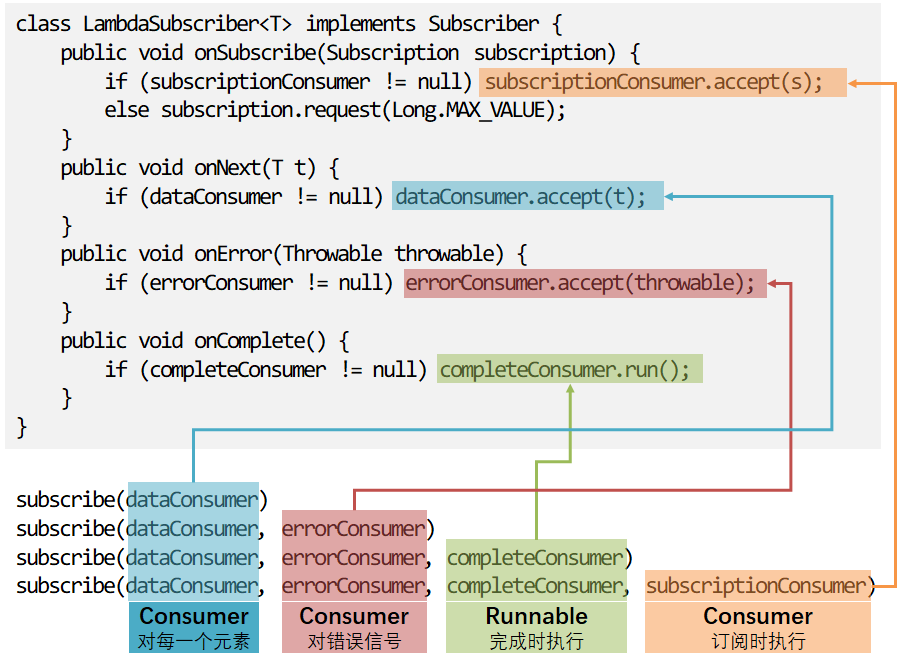 class LambdaSubscriber<T> implements Subscriber {
    public void onSubscribe(Subscription subscription) {
        if (subscriptionConsumer != null) subscriptionConsumer.accept(s);
        else subscription.request(Long.MAX_VALUE);
    }
    public void onNext(T t) {
        if (dataConsumer != null) dataConsumer.accept(t);
    }
    public void onError(Throwable throwable) {
        if (errorConsumer != null) errorConsumer.accept(throwable);
    }
    public void onComplete() {
        if (completeConsumer != null) completeConsumer.run();
    }
}
subscribe(dataConsumer)
subscribe(dataConsumer, errorConsumer)
subscribe(dataConsumer, errorConsumer, completeConsumer)
subscribe(dataConsumer, errorConsumer, completeConsumer, subscriptionConsumer)
Consumer Consumer Runnable Consumer
对每一个元素 对错误信号 完成时执行 订阅时执行